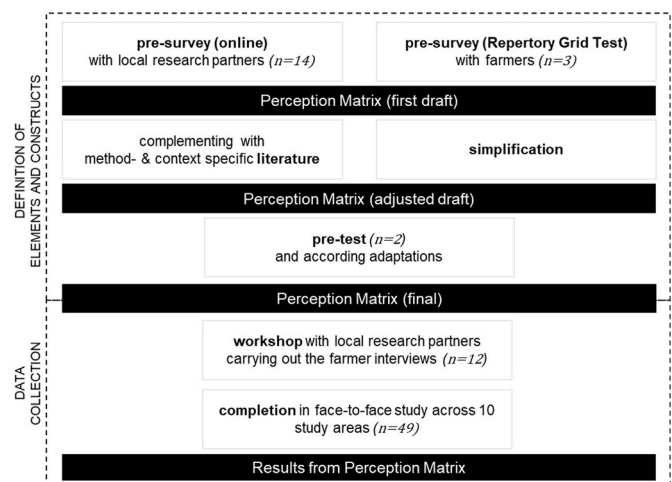 DEFINITION OF
ELEMENTS AND CONSTRUCTS
pre-survey (online)
with local research partners (n=14)
pre-survey (Repertory Grid Test)
with farmers (n=3)
Perception Matrix (first draft)
complementing with
method- & context specific literature
simplification
Perception Matrix (adjusted draft)
pre-test (n=2)
and according adaptations
Perception Matrix (final)
DATA
COLLECTION
workshop with local research partners
carrying out the farmer interviews (n=12)
completion in face-to-face study across 10
study areas (n=49)
Results from Perception Matrix